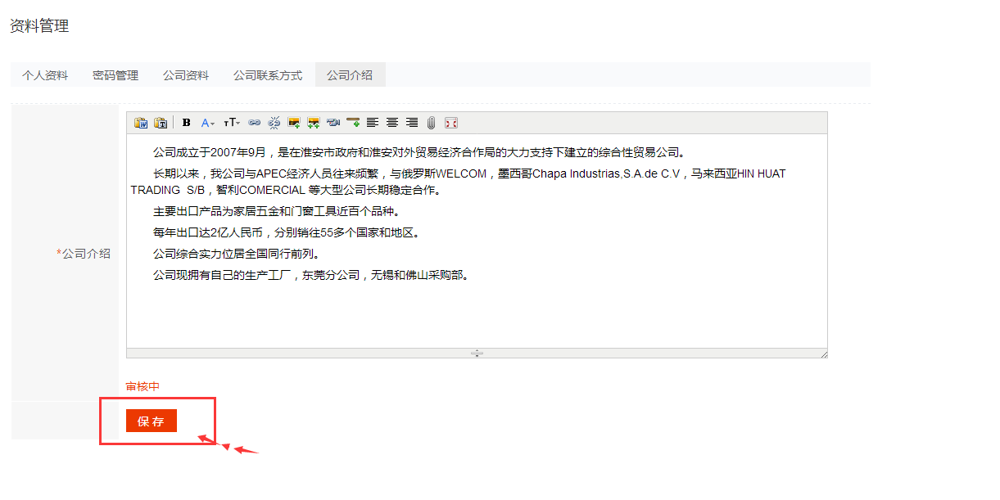 资料管理
个人资料 密码管理 公司资料 公司联系方式 公司介绍
B A TT
公司成立于2007年9月，是在淮安市政府和淮安对外贸易经济合作局的大力支持下建立的综合性贸易公司。
长期以来，我公司与APEC经济人员往来频繁，与俄罗斯WELCOM，墨西哥Chapa Industrias,S.A.de C.V，马来西亚HIN HUAT
TRADING S/B，智利COMERCIAL 等大型公司长期稳定合作。
主要出口产品为家居五金和门窗工具近百个品种。
每年出口达2亿人民币，分别销往55多个国家和地区。
*公司介绍
公司综合实力位居全国同行前列。
公司现拥有自己的生产工厂，东莞分公司，无锡和佛山采购部。
审核中
保存